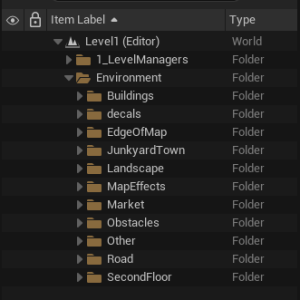 Item Label Type
Level1 (Editor) World
1_LevelManagers Folder
Environment Folder
Buildings Folder
decals Folder
EdgeOfMap Folder
JunkyardTown Folder
Landscape Folder
MapEffects Folder
Market Folder
Obstacles Folder
Other Folder
Road Folder
SecondFloor Folder